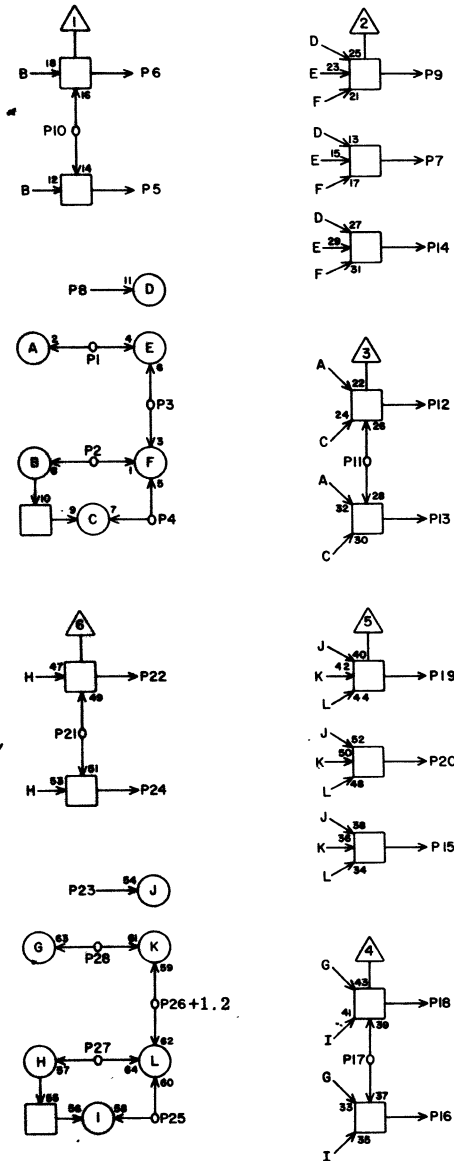 1
18
B
P6
16
P10
14
12
B
P5
P8
11
D
A
2
P1
4
E
6
P3
B
8
P2
3
1
F
5
10
9
C
7
P4
2
D
25
E
23
P9
F
21
D
13
E
15
P7
F
17
D
27
E
29
P14
F
31
3
A
22
P12
24
26
C
P11
A
28
32
P13
C
30
6
47
H
P22
49
P21
51
53
H
P24
P23
54
J
G
63
P28
61
K
59
P26+1.2
H
57
P27
62
64
L
60
55
56
I
58
P25
5
J
40
42
K
P19
L
44
J
52
50
K
P20
L
48
J
38
36
K
P15
L
34
4
G
43
P18
41
39
I
P17
G
37
33
P16
35
I